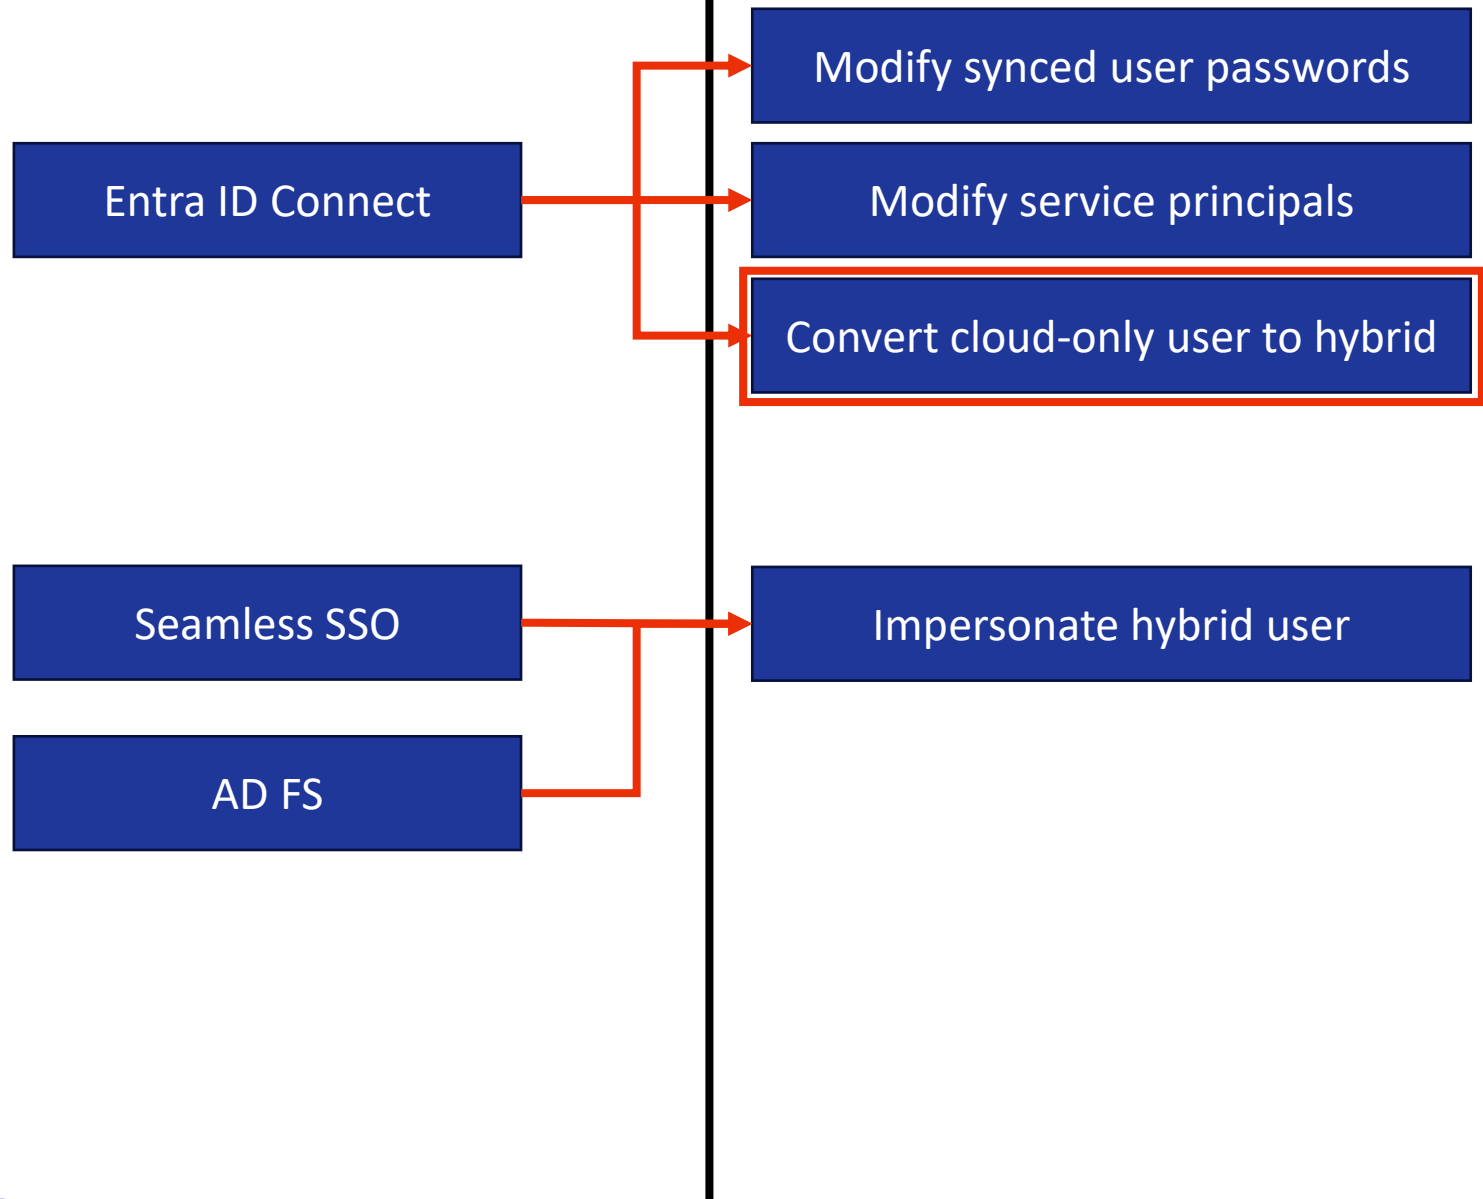 Modify synced user passwords
Entra ID Connect
Modify service principals
Convert cloud-only user to hybrid
Seamless SSO
Impersonate hybrid user
AD FS